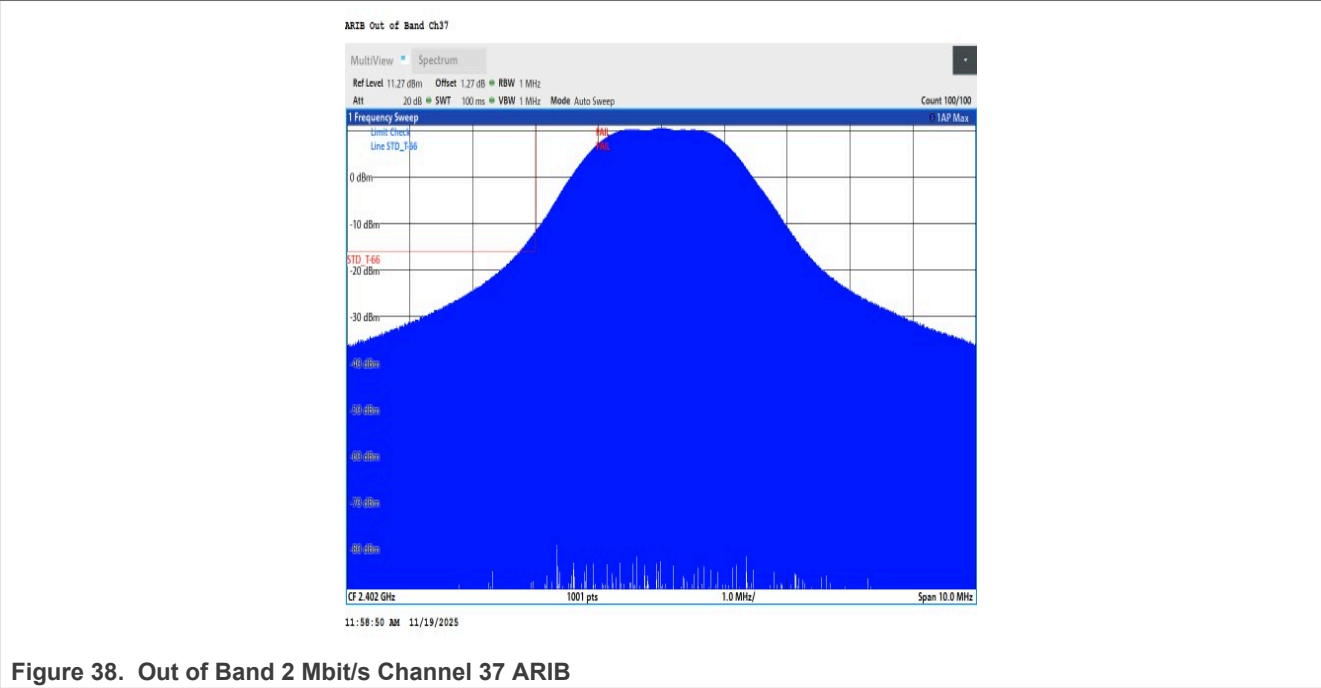 ARIB Out of Band Ch37
MultiView Spectrum
Ref Level 11.27 dBm Offset 1.27 dB RBW 1 MHz
Att 20 dB SWT 100 ms VBW 1 MHz Mode Auto Sweep Count 100/100
1 Frequency Sweep 1AP Max
Limit Check FAIL
Line STD_T-66 FAIL
0 dBm
-10 dBm
STD_T-66
-20 dBm
-30 dBm
-40 dBm
-50 dBm
-60 dBm
-70 dBm
-80 dBm
CF 2.402 GHz 1001 pts 1.0 MHz/ Span 10.0 MHz
11:58:50 AM 11/19/2025
Figure 38. Out of Band 2 Mbit/s Channel 37 ARIB